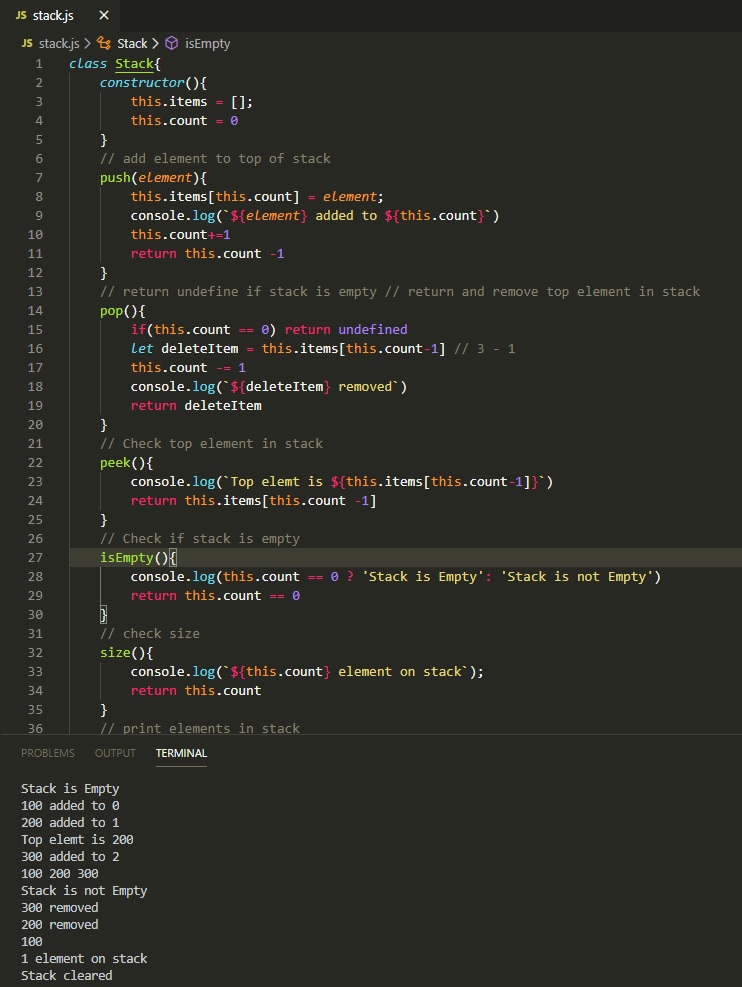 JS stack.js ×
JS stack.js > Stack > isEmpty
1 class Stack{
2 constructor(){
3 this.items = [];
4 this.count = 0
5 }
6 // add element to top of stack
7 push(element){
8 this.items[this.count] = element;
9 console.log(`${element} added to ${this.count}`)
10 this.count+=1
11 return this.count -1
12 }
13 // return undefine if stack is empty // return and remove top element in stack
14 pop(){
15 if(this.count == 0) return undefined
16 let deleteItem = this.items[this.count-1] // 3 - 1
17 this.count -= 1
18 console.log(`${deleteItem} removed`)
19 return deleteItem
20 }
21 // Check top element in stack
22 peek(){
23 console.log(`Top elemt is ${this.items[this.count-1]}`)
24 return this.items[this.count -1]
25 }
26 // Check if stack is empty
27 isEmpty(){
28 console.log(this.count == 0 ? 'Stack is Empty': 'Stack is not Empty')
29 return this.count == 0
30 }
31 // check size
32 size(){
33 console.log(`${this.count} element on stack`);
34 return this.count
35 }
36 // print elements in stack
PROBLEMS OUTPUT TERMINAL
Stack is Empty
100 added to 0
200 added to 1
Top elemt is 200
300 added to 2
100 200 300
Stack is not Empty
300 removed
200 removed
100
1 element on stack
Stack cleared